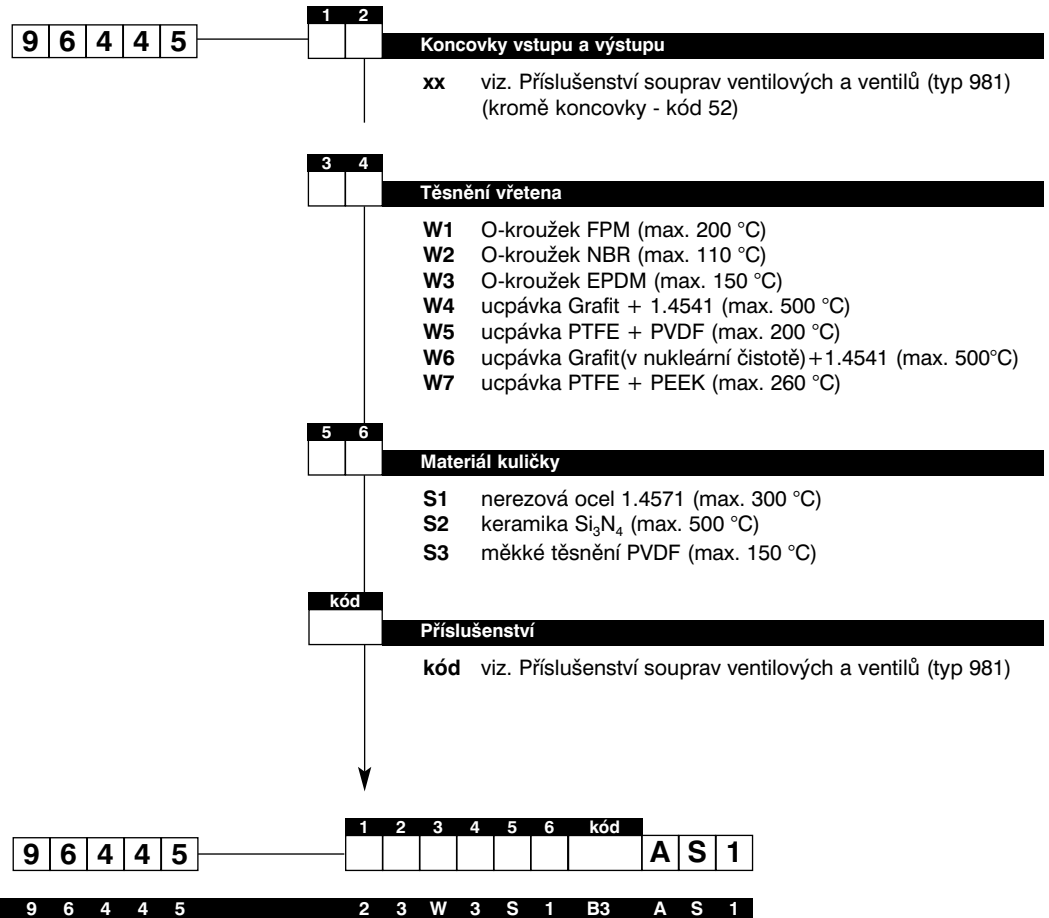 1 2
9 6 4 4 5
Koncovky vstupu a výstupu
xx viz. Příslušenství souprav ventilových a ventilů (typ 981)
(kromě koncovky - kód 52)
3 4
Těsnění vřetena
W1 O-kroužek FPM (max. 200 °C)
W2 O-kroužek NBR (max. 110 °C)
W3 O-kroužek EPDM (max. 150 °C)
W4 ucpávka Grafit + 1.4541 (max. 500 °C)
W5 ucpávka PTFE + PVDF (max. 200 °C)
W6 ucpávka Grafit(v nukleární čistotě)+1.4541 (max. 500°C)
W7 ucpávka PTFE + PEEK (max. 260 °C)
5 6
Materiál kuličky
S1 nerezová ocel 1.4571 (max. 300 °C)
S2 keramika Si₃N₄ (max. 500 °C)
S3 měkké těsnění PVDF (max. 150 °C)
kód
Příslušenství
kód viz. Příslušenství souprav ventilových a ventilů (typ 981)
1 2 3 4 5 6 kód
9 6 4 4 5 A S 1
9 6 4 4 5 2 3 W 3 S 1 B3 A S 1